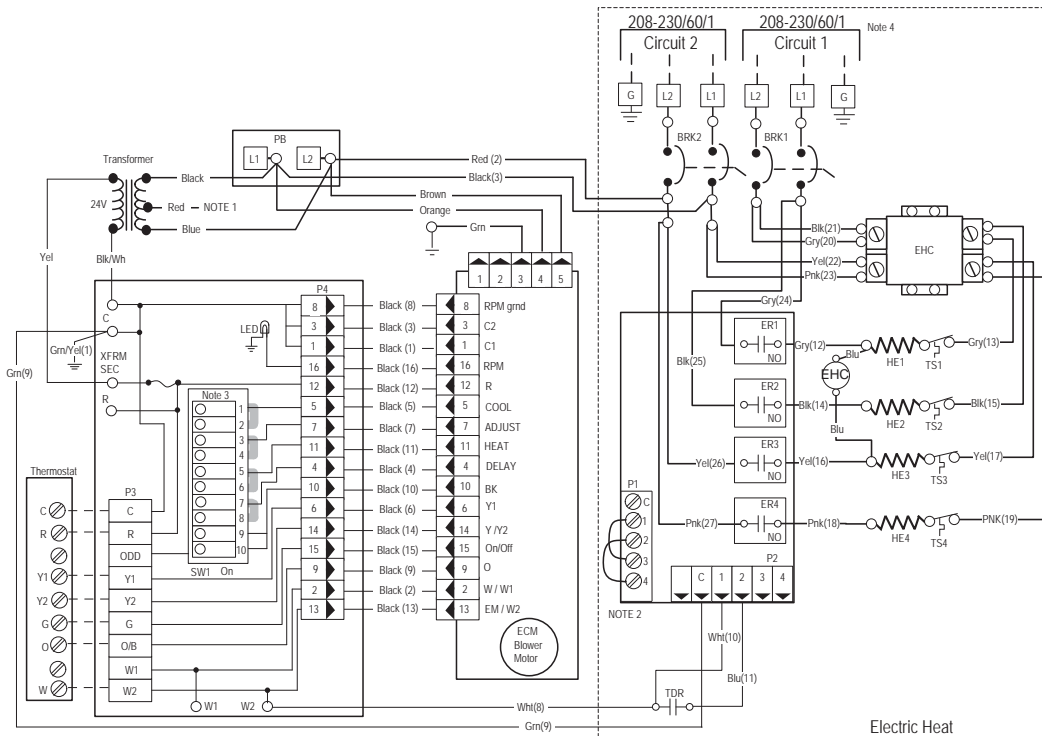 208-230/60/1
208-230/60/1
Note 4
Circuit 2
Circuit 1
G
L2
L1
L2
L1
G
BRK2
BRK1
PB
L1
L2
Transformer
24V
Black
Red
NOTE 1
Blue
Red (2)
Black(3)
Brown
Orange
Grn
Yel
Blk/Wh
1
2
3
4
5
Blk(21)
Gry(20)
Yel(22)
Pnk(23)
EHC
Gry(24)
Blk(25)
C
Grn/Yel(1)
Grn(9)
XFRM
SEC
R
LED
P4
8
Black (8)
8
RPM grnd
3
Black (3)
3
C2
1
Black (1)
1
C1
16
Black (16)
16
RPM
12
Black (12)
12
R
5
Black (5)
5
COOL
7
Black (7)
7
ADJUST
11
Black (11)
11
HEAT
4
Black (4)
4
DELAY
10
Black (10)
10
BK
6
Black (6)
6
Y1
14
Black (14)
14
Y /Y2
15
Black (15)
15
On/Off
9
Black (9)
9
O
2
Black (2)
2
W / W1
13
Black (13)
13
EM / W2
Note 3
1
2
3
4
5
6
7
8
9
10
SW1
On
Thermostat
C
R
Y1
Y2
G
O
W
P3
C
R
ODD
Y1
Y2
G
O/B
W1
W2
W1
W2
ECM
Blower
Motor
ER1
NO
Gry(12)
Blu
HE1
TS1
Gry(13)
EHC
ER2
NO
Blk(14)
HE2
TS2
Blk(15)
Blu
ER3
Yel(26)
NO
Yel(16)
HE3
TS3
Yel(17)
ER4
Pnk(27)
NO
Pnk(18)
HE4
TS4
PNK(19)
P1
C
1
2
3
4
P2
C
1
2
3
4
NOTE 2
Wht(10)
Blu(11)
TDR
Wht(8)
Grn(9)
Electric Heat